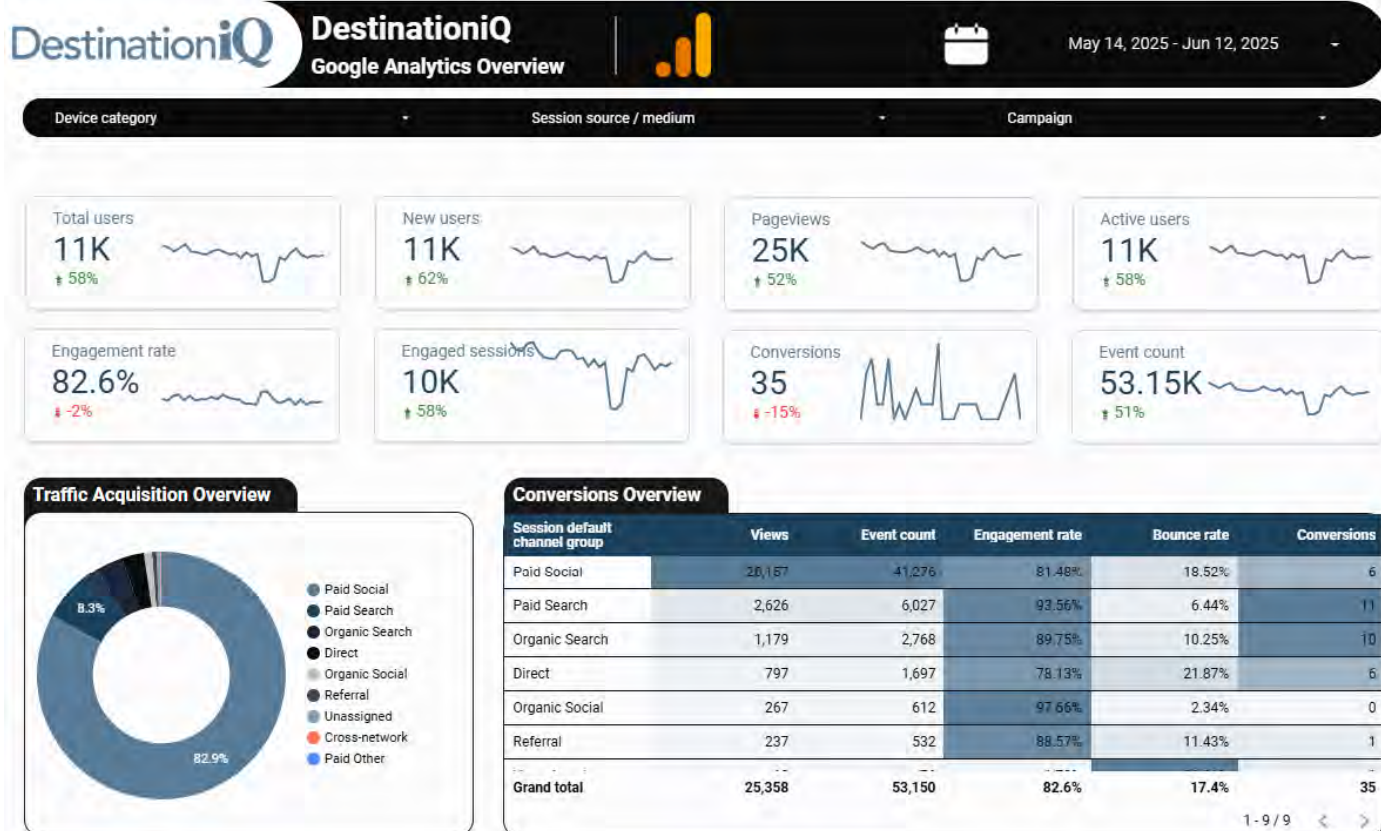 DestinationiQ
DestinationiQ
Google Analytics Overview
May 14, 2025 - Jun 12, 2025
Device category
Session source / medium
Campaign
Total users
11K
58%
New users
11K
62%
Pageviews
25K
52%
Active users
11K
58%
Engagement rate
82.6%
-2%
Engaged sessions
10K
58%
Conversions
35
-15%
Event count
53.15K
51%
Traffic Acquisition Overview
8.3%
82.9%
Paid Social
Paid Search
Organic Search
Direct
Organic Social
Referral
Unassigned
Cross-network
Paid Other
Conversions Overview
Session default channel group Views Event count Engagement rate Bounce rate Conversions
Paid Social 41,276 81.48% 18.52% 6
Paid Search 2,626 6,027 93.56% 6.44% 11
Organic Search 1,179 2,768 89.75% 10.25% 10
Direct 797 1,697 78.13% 21.87% 6
Organic Social 267 612 97.66% 2.34% 0
Referral 237 532 88.57% 11.43% 1
Grand total 25,358 53,150 82.6% 17.4% 35
1-9/9